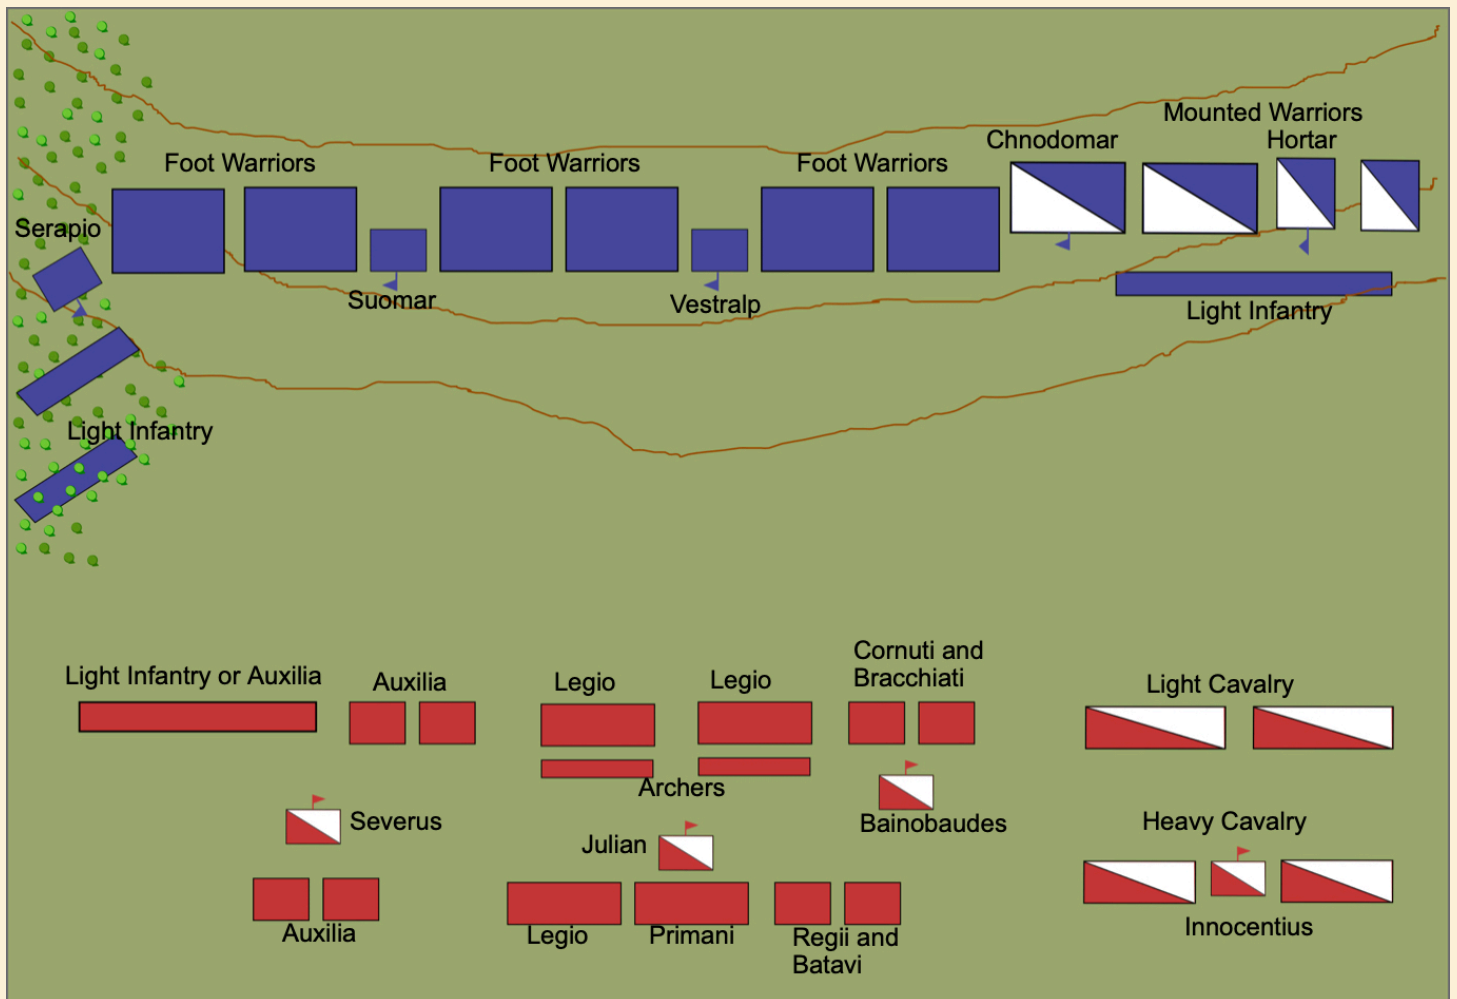 Mounted Warriors
Chnodomar
Hortar
Foot Warriors
Foot Warriors
Foot Warriors
Serapio
Suomar
Vestralp
Light Infantry
Light Infantry
Cornuti and
Bracchiati
Light Infantry or Auxilia
Auxilia
Legio
Legio
Light Cavalry
Archers
Severus
Julian
Bainobaudes
Heavy Cavalry
Auxilia
Legio
Primani
Regii and
Batavi
Innocentius